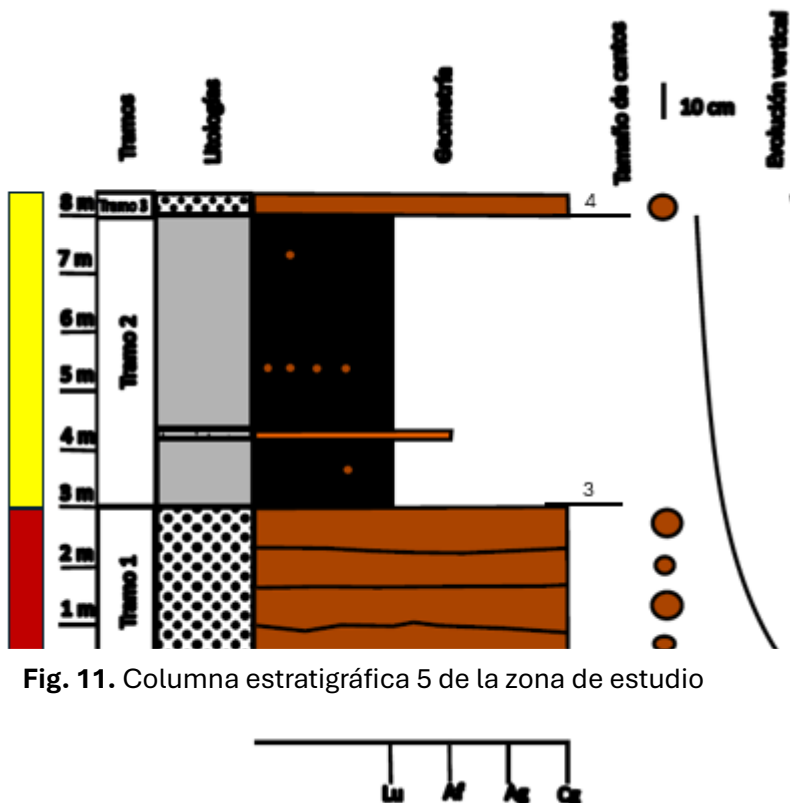 Tramos
Litologías
Geometría
Tamaño de cantos
10 cm
Evolución vertical
8 m
Tramo 3
4
7 m
6 m
Tramo 2
5 m
4 m
3 m
3
2 m
Tramo 1
1 m
Fig. 11. Columna estratigráfica 5 de la zona de estudio
Lu Af Ag Cg